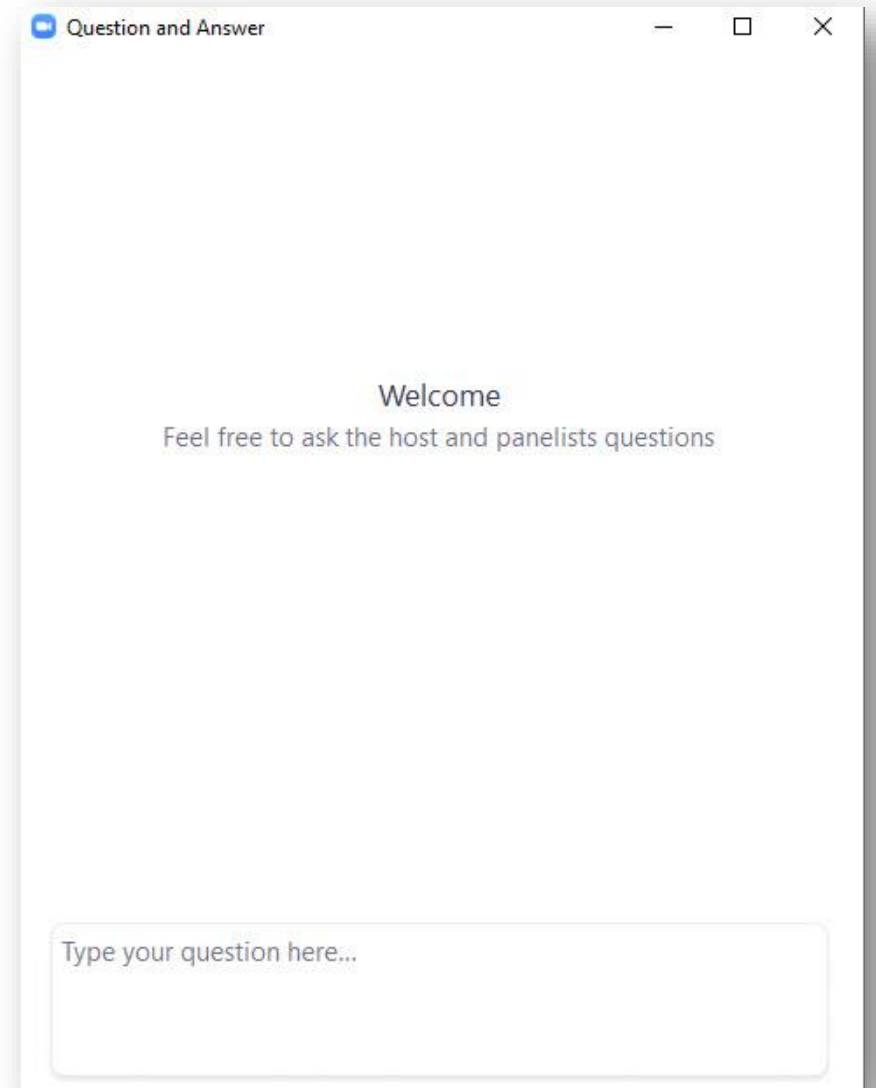 Question and Answer
Welcome
Feel free to ask the host and panelists questions
Type your question here...